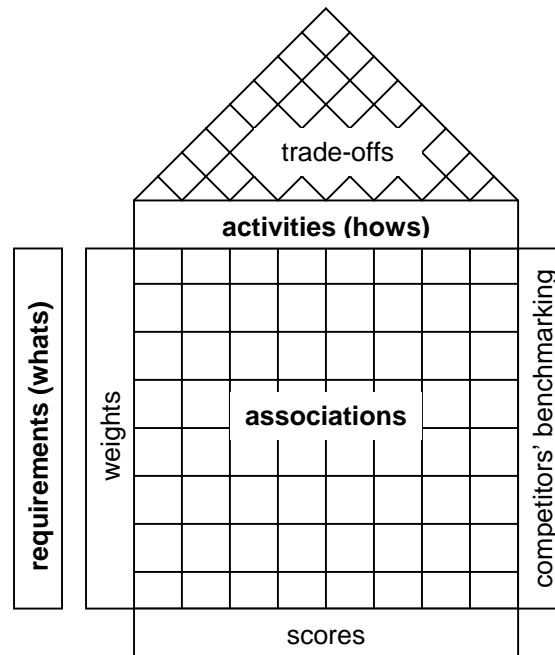 trade-offs
activities (hows)
requirements (whats)
weights
associations
competitors' benchmarking
scores